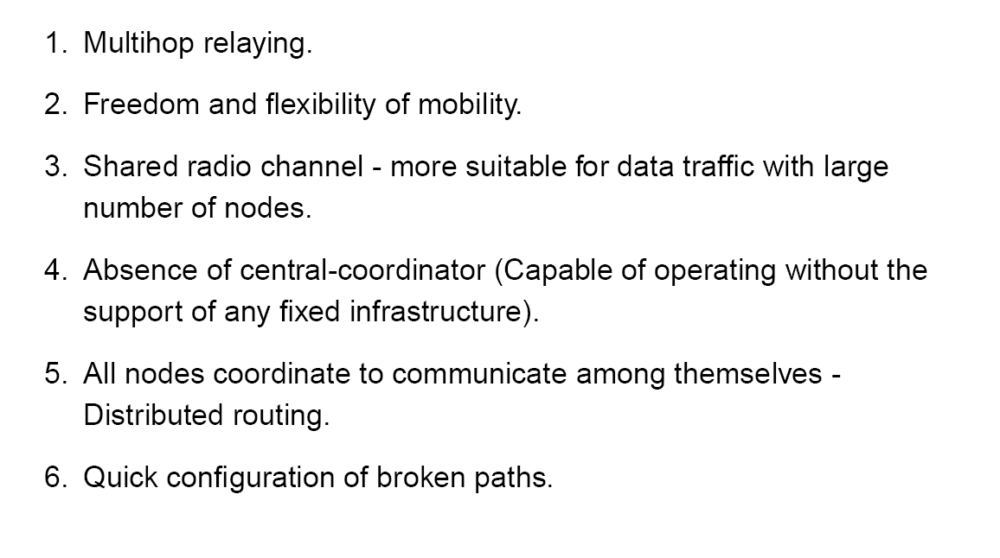 1. Multihop relaying.
2. Freedom and flexibility of mobility.
3. Shared radio channel - more suitable for data traffic with large
number of nodes.
4. Absence of central-coordinator (Capable of operating without the
support of any fixed infrastructure).
5. All nodes coordinate to communicate among themselves -
Distributed routing.
6. Quick configuration of broken paths.